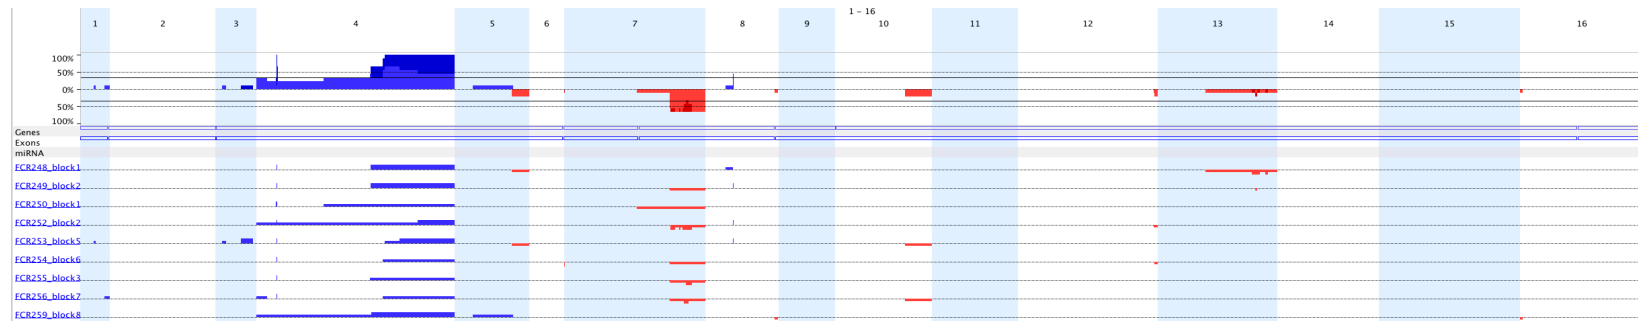 1 – 16
1 2 3 4 5 6 7 8 9 10 11 12 13 14 15 16
100%
50%
0%
50%
100%
Genes
Exons
miRNA
FCR248_block1
FCR249_block2
FCR250_block1
FCR252_block2
FCR253_block5
FCR254_block6
FCR255_block3
FCR256_block7
FCR259_block8